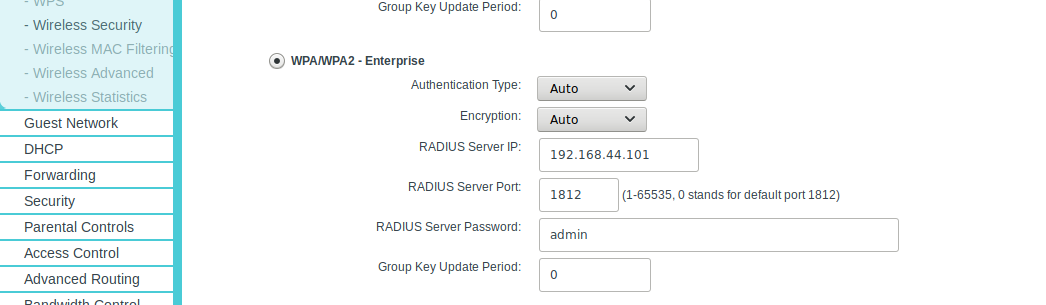 - WPS
- Wireless Security
- Wireless MAC Filtering
- Wireless Advanced
- Wireless Statistics
Guest Network
DHCP
Forwarding
Security
Parental Controls
Access Control
Advanced Routing
Bandwidth Control
Group Key Update Period: 0
WPA/WPA2 - Enterprise
Authentication Type: Auto
Encryption: Auto
RADIUS Server IP: 192.168.44.101
RADIUS Server Port: 1812 (1-65535, 0 stands for default port 1812)
RADIUS Server Password: admin
Group Key Update Period: 0